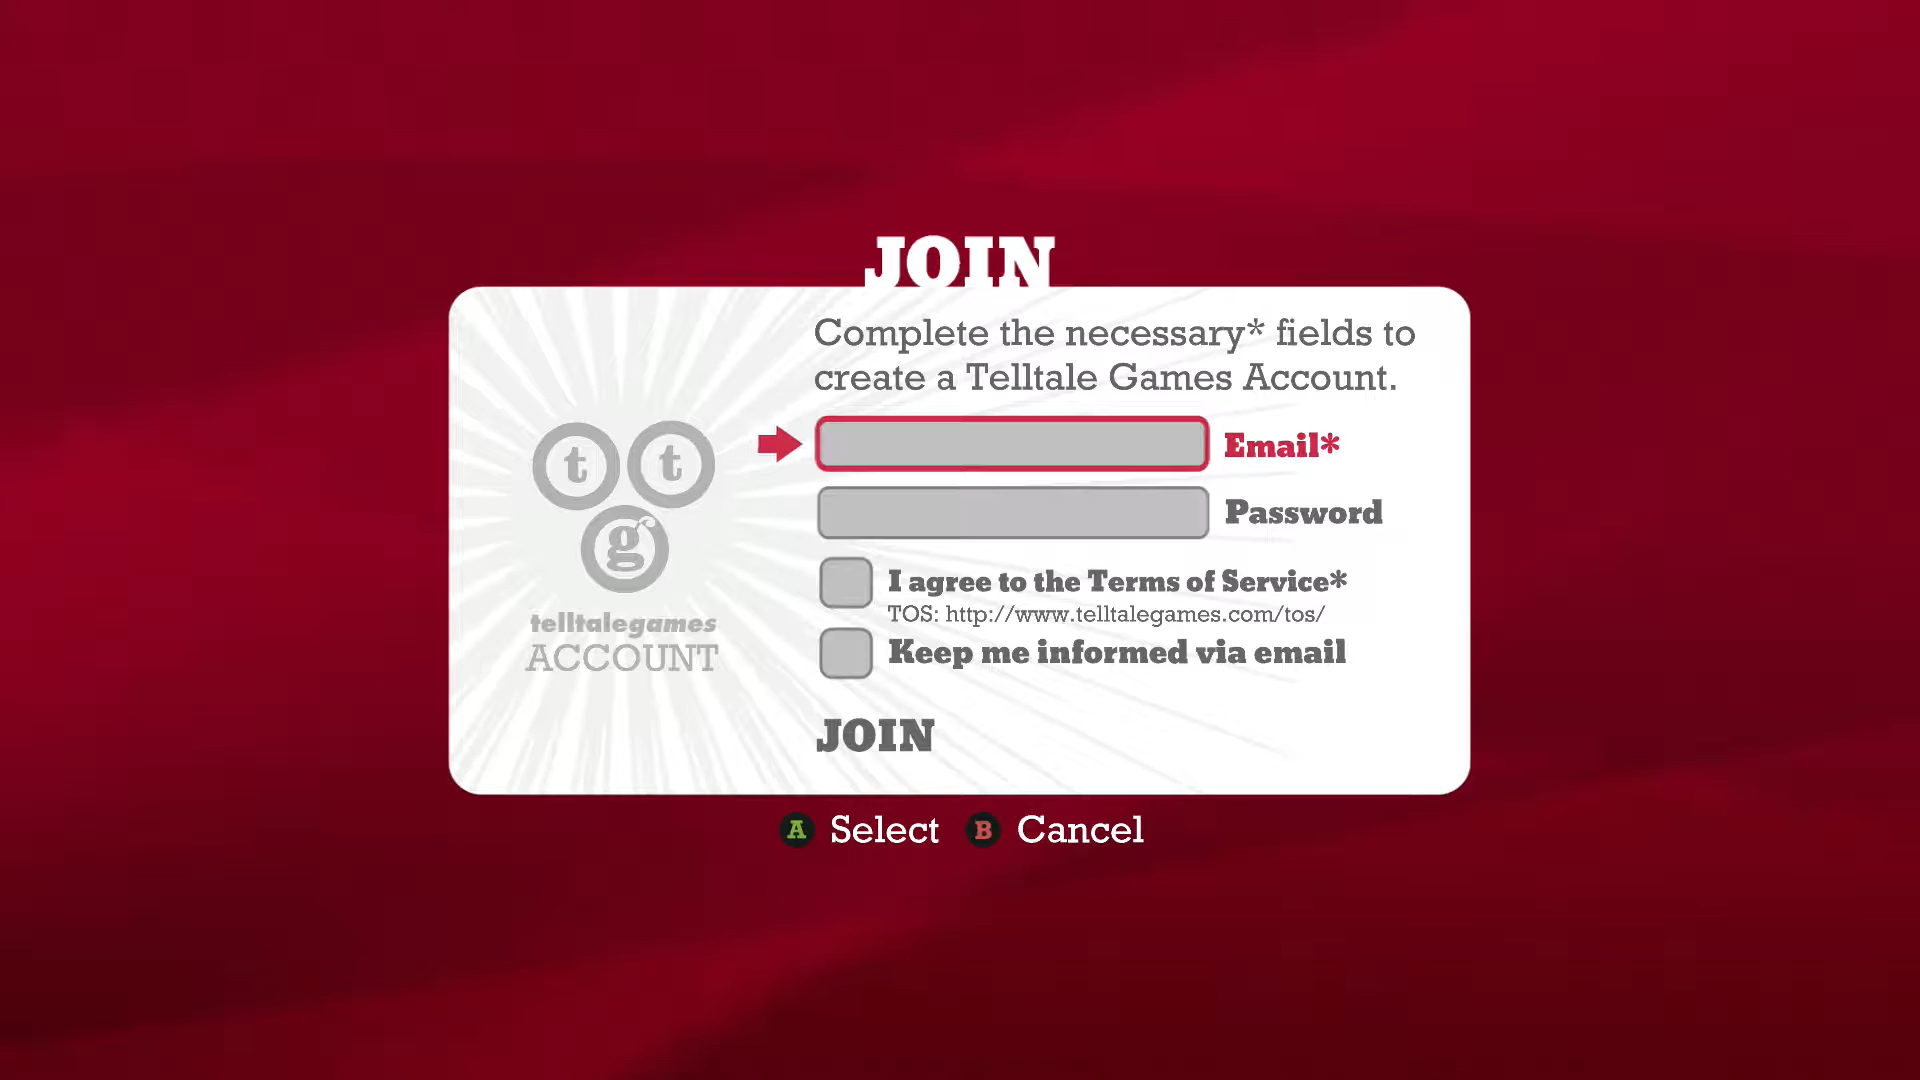 JOIN
Complete the necessary* fields to
create a Telltale Games Account.
Email*
Password
I agree to the Terms of Service*
TOS: http://www.telltalegames.com/tos/
Keep me informed via email
JOIN
t t
g
telltalegames
ACCOUNT
A Select B Cancel